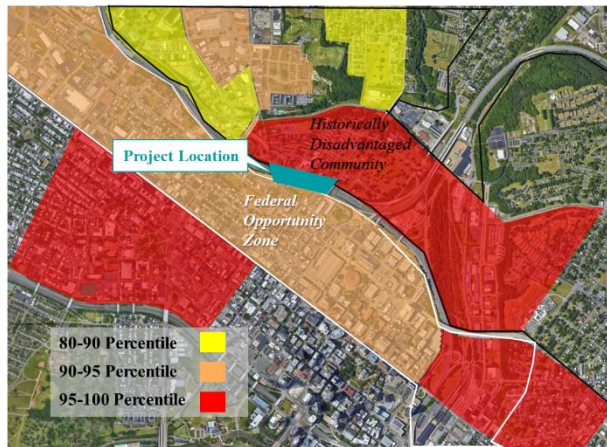 Historically
Disadvantaged
Community
Project Location
Federal
Opportunity
Zone
80-90 Percentile
90-95 Percentile
95-100 Percentile